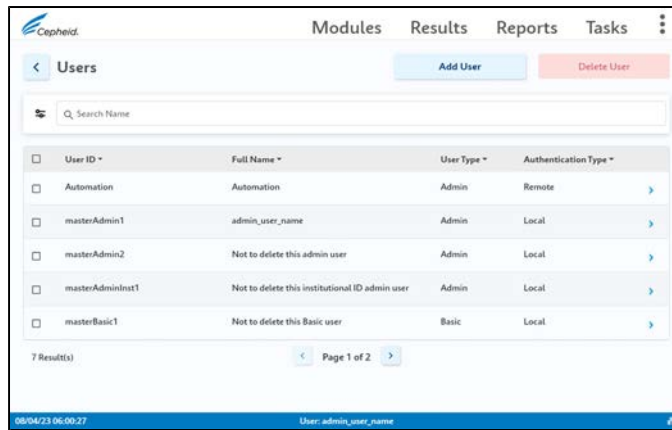 Cepheid. Modules Results Reports Tasks
Users Add User Delete User
Search Name
User ID Full Name User Type Authentication Type
Automation Automation Admin Remote
masterAdmin1 admin_user_name Admin Local
masterAdmin2 Not to delete this admin user Admin Local
masterAdminInst1 Not to delete this institutional ID admin user Admin Local
masterBasic1 Not to delete this Basic user Basic Local
7 Result(s) Page 1 of 2
08/04/23 06:00:27 User: admin_user_name